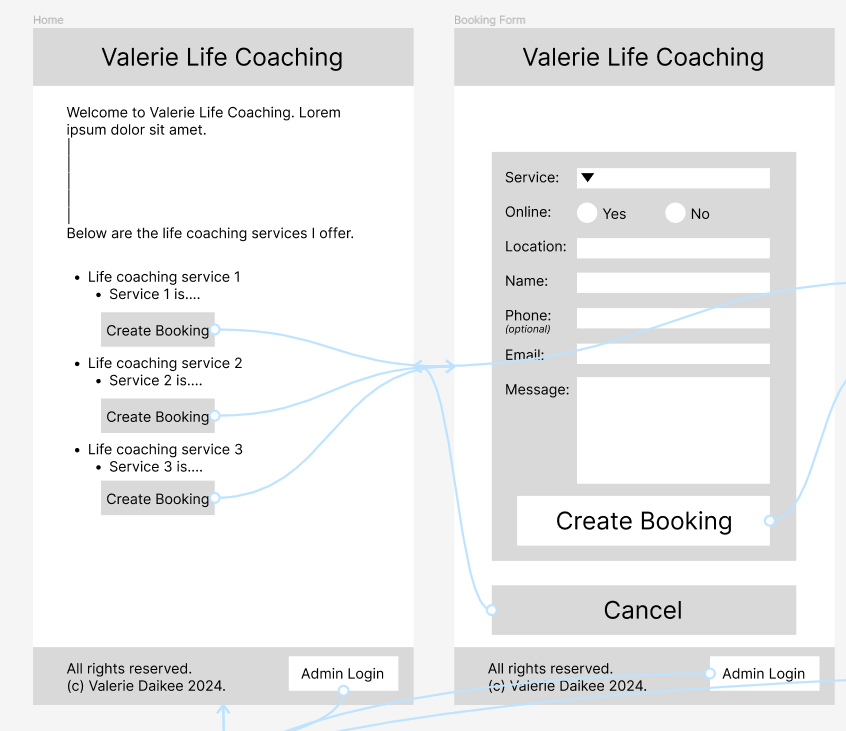 Home
Valerie Life Coaching
Welcome to Valerie Life Coaching. Lorem
ipsum dolor sit amet.
Below are the life coaching services I offer.
• Life coaching service 1
• Service 1 is....
Create Booking
• Life coaching service 2
• Service 2 is....
Create Booking
• Life coaching service 3
• Service 3 is....
Create Booking
All rights reserved.
(c) Valerie Daikee 2024.
Admin Login
Booking Form
Valerie Life Coaching
Service:
Online: Yes No
Location:
Name:
Phone:
(optional)
Email:
Message:
Create Booking
Cancel
All rights reserved.
(c) Valerie Daikee 2024.
Admin Login